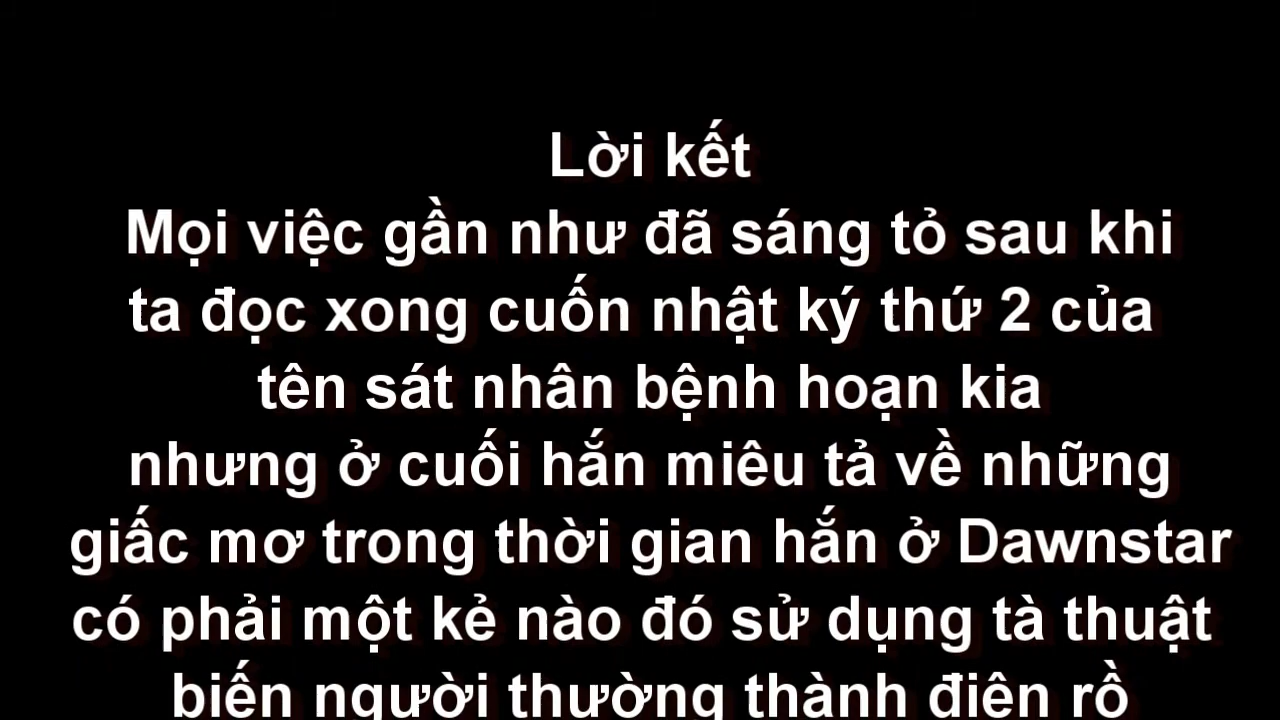 Lời kết
Mọi việc gần như đã sáng tỏ sau khi
ta đọc xong cuốn nhật ký thứ 2 của
tên sát nhân bệnh hoạn kia
nhưng ở cuối hắn miêu tả về những
giấc mơ trong thời gian hắn ở Dawnstar
có phải một kẻ nào đó sử dụng tà thuật
biến người thường thành điên rồ